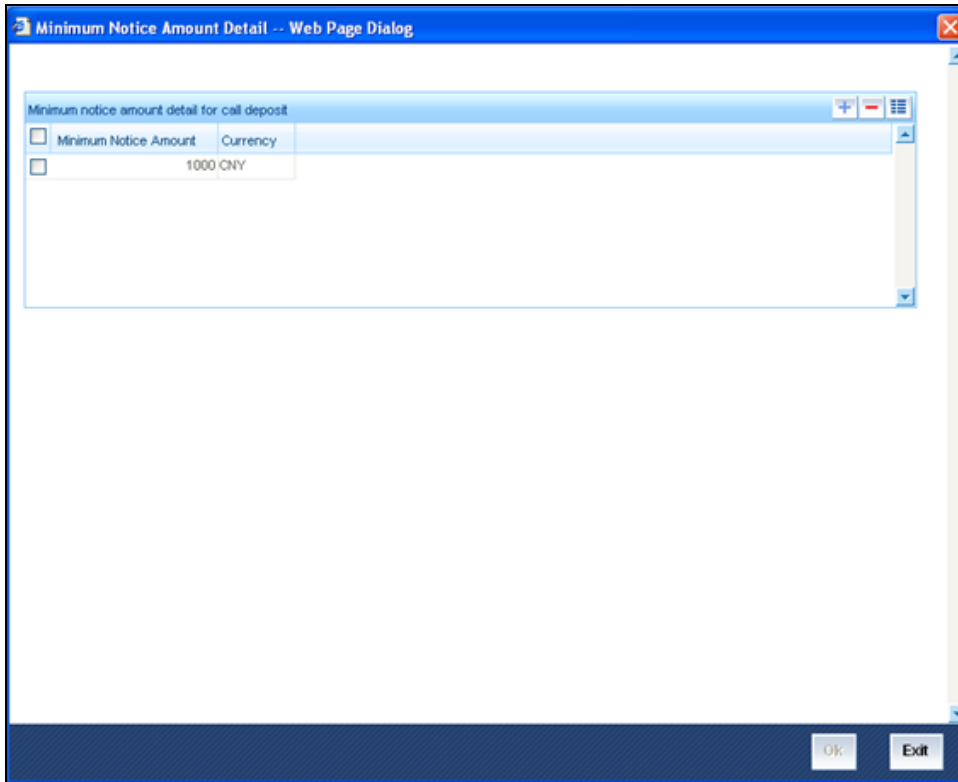 Minimum Notice Amount Detail -- Web Page Dialog
Minimum notice amount detail for call deposit
Minimum Notice Amount Currency
1000 CNY
Ok Exit